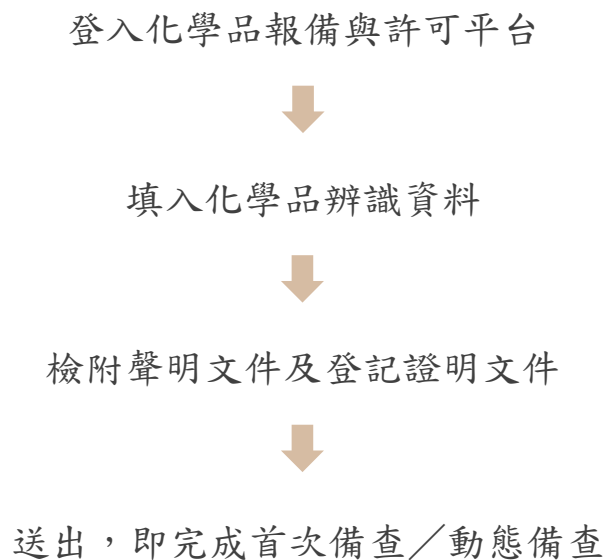 登入化學品報備與許可平台
填入化學品辨識資料
檢附聲明文件及登記證明文件
送出，即完成首次備查／動態備查